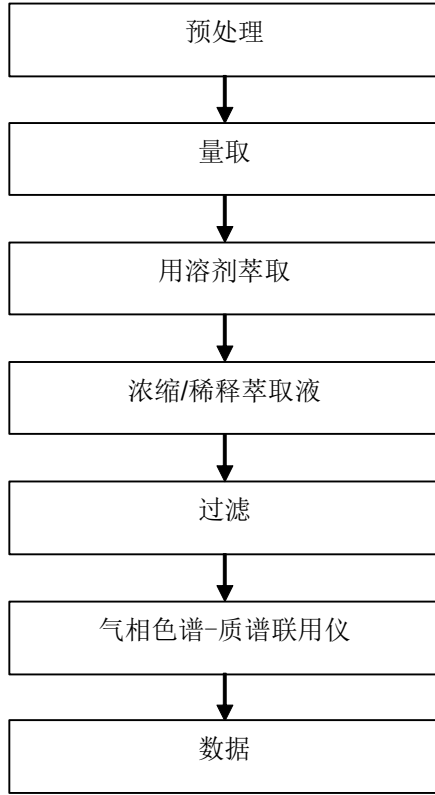 预处理
量取
用溶剂萃取
浓缩/稀释萃取液
过滤
气相色谱-质谱联用仪
数据